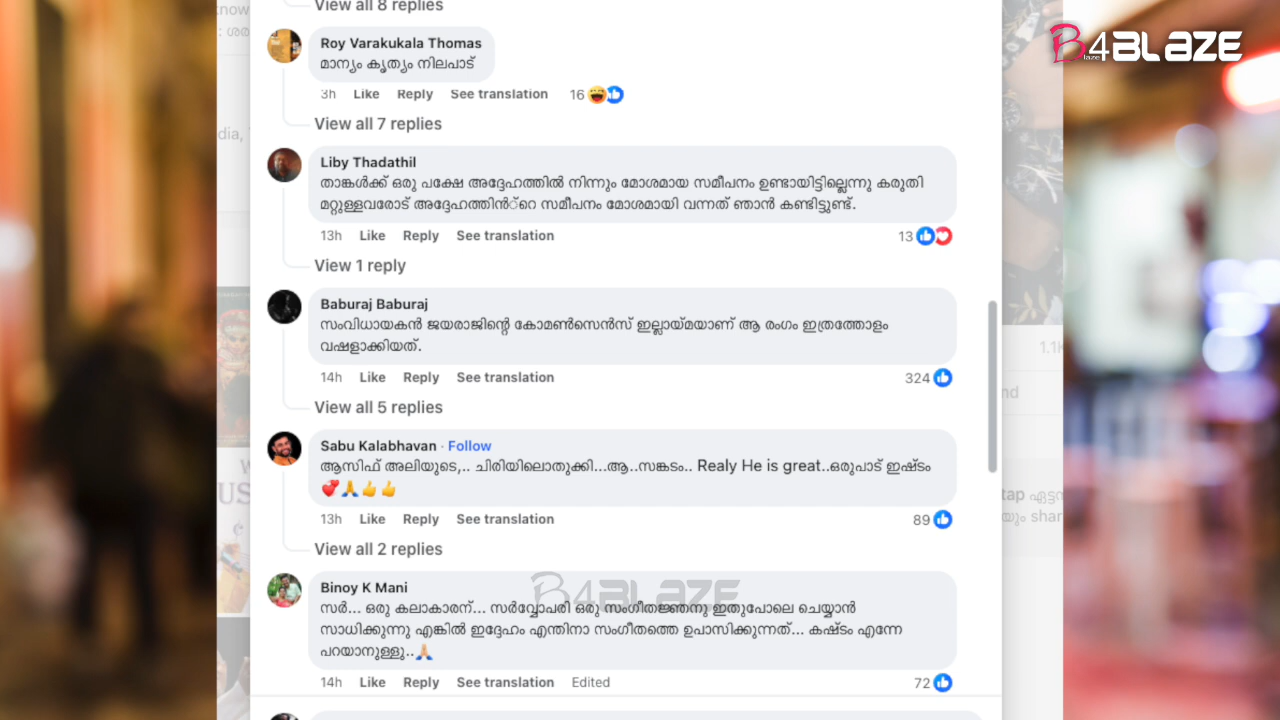 View all 8 replies
B4BLAZE
Blaze
Roy Varakukala Thomas
മാന്യം കൃത്യം നിലപാട്
3h Like Reply See translation 16
View all 7 replies
dia,
Liby Thadathil
താങ്കൾക്ക് ഒരു പക്ഷേ അദ്ദേഹത്തിൽ നിന്നും മോശമായ സമീപനം ഉണ്ടായിട്ടില്ലെന്നു കരുതി
മറ്റുള്ളവരോട് അദ്ദേഹത്തിൻ്റെ സമീപനം മോശമായി വന്നത് ഞാൻ കണ്ടിട്ടുണ്ട്.
13h Like Reply See translation 13
View 1 reply
Baburaj Baburaj
സംവിധായകൻ ജയരാജിന്റെ കോമൺസെൻസ് ഇല്ലായ്മയാണ് ആ രംഗം ഇത്രത്തോളം
വഷളാക്കിയത്.
14h Like Reply See translation 324
View all 5 replies
Sabu Kalabhavan · Follow
ആസിഫ് അലിയുടെ,.. ചിരിയിലൊതുക്കി...ആ..സങ്കടം.. Realy He is great..ഒരുപാട് ഇഷ്ടം
💞🙏👍👍
13h Like Reply See translation 89
View all 2 replies
Binoy K Mani
സർ... ഒരു കലാകാരന്... സർവ്വോപരി ഒരു സംഗീതജ്ഞനു ഇതുപോലെ ചെയ്യാൻ
സാധിക്കുന്നു എങ്കിൽ ഇദ്ദേഹം എന്തിനാ സംഗീതത്തെ ഉപാസിക്കുന്നത്... കഷ്ടം എന്നേ
പറയാനുള്ളു..🙏🏼
B4BLAZE
14h Like Reply See translation Edited 72